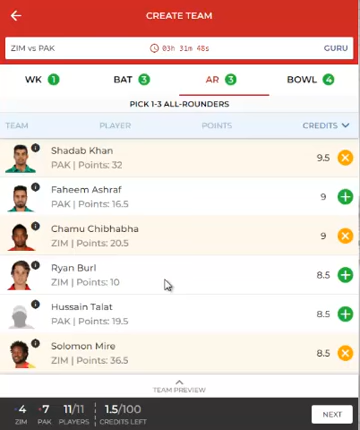 CREATE TEAM
ZIM vs PAK 03h 31m 48s GURU
WK 1 BAT 3 AR 3 BOWL 4
PICK 1-3 ALL-ROUNDERS
TEAM PLAYER POINTS CREDITS
Shadab Khan
PAK | Points: 32 9.5
Faheem Ashraf
PAK | Points: 16.5 9
Chamu Chibhabha
ZIM | Points: 20.5 9
Ryan Burl
ZIM | Points: 10 8.5
Hussain Talat
PAK | Points: 19.5 8.5
Solomon Mire
ZIM | Points: 36.5 8.5
TEAM PREVIEW
4 7 11/11 1.5/100
ZIM PAK PLAYERS CREDITS LEFT
NEXT